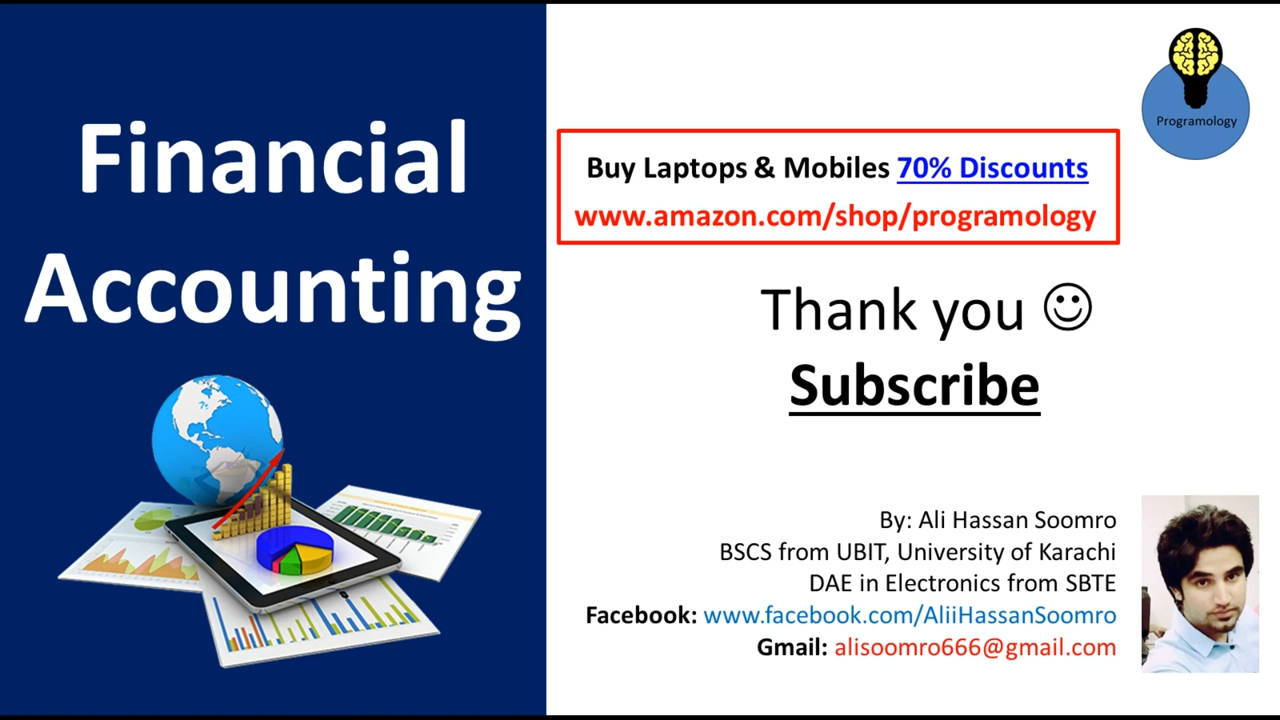 Financial
Accounting
Programology
Buy Laptops & Mobiles 70% Discounts
www.amazon.com/shop/programology
Thank you ☺
Subscribe
By: Ali Hassan Soomro
BSCS from UBIT, University of Karachi
DAE in Electronics from SBTE
Facebook: www.facebook.com/AliiHassanSoomro
Gmail: alisoomro666@gmail.com